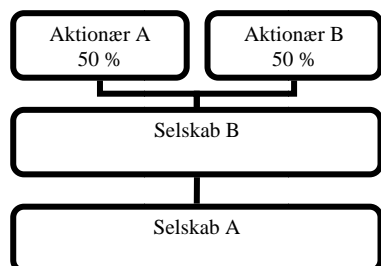 Aktionær A
50 %
Aktionær B
50 %
Selskab B
Selskab A